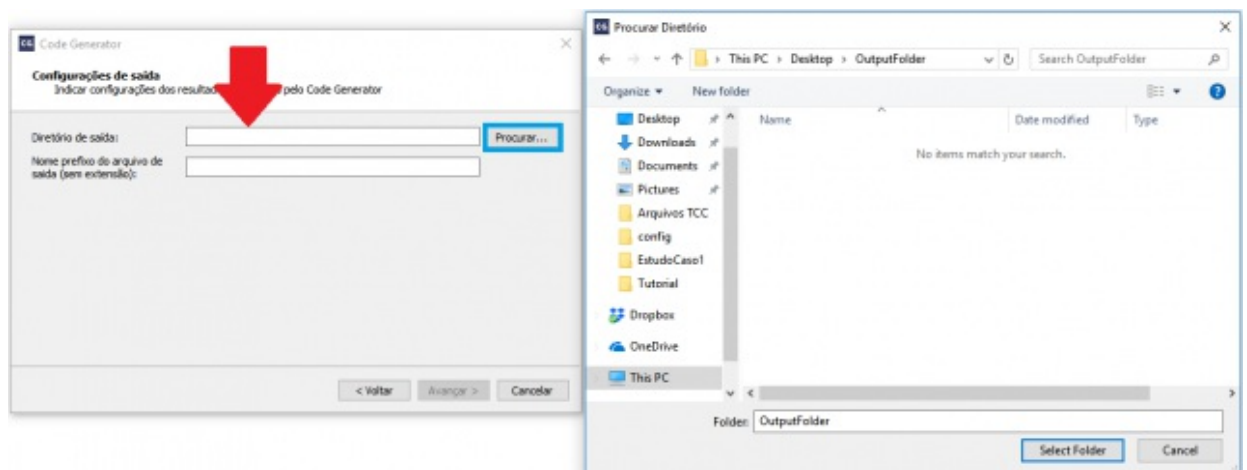 Code Generator
Configurações de saída
Indicar configurações dos pelo Code Generator
Diretório de saída:
Procurar...
Nome prefixo do arquivo de
saída (sem extensão):
< Voltar Avançar > Cancelar
Procurar Diretório
This PC > Desktop > OutputFolder
Search OutputFolder
Organize New folder
Name Date modified Type
No items match your search.
Desktop
Downloads
Documents
Pictures
Arquivos TCC
config
EstudoCaso1
Tutorial
Dropbox
OneDrive
This PC
Folder: OutputFolder
Select Folder Cancel